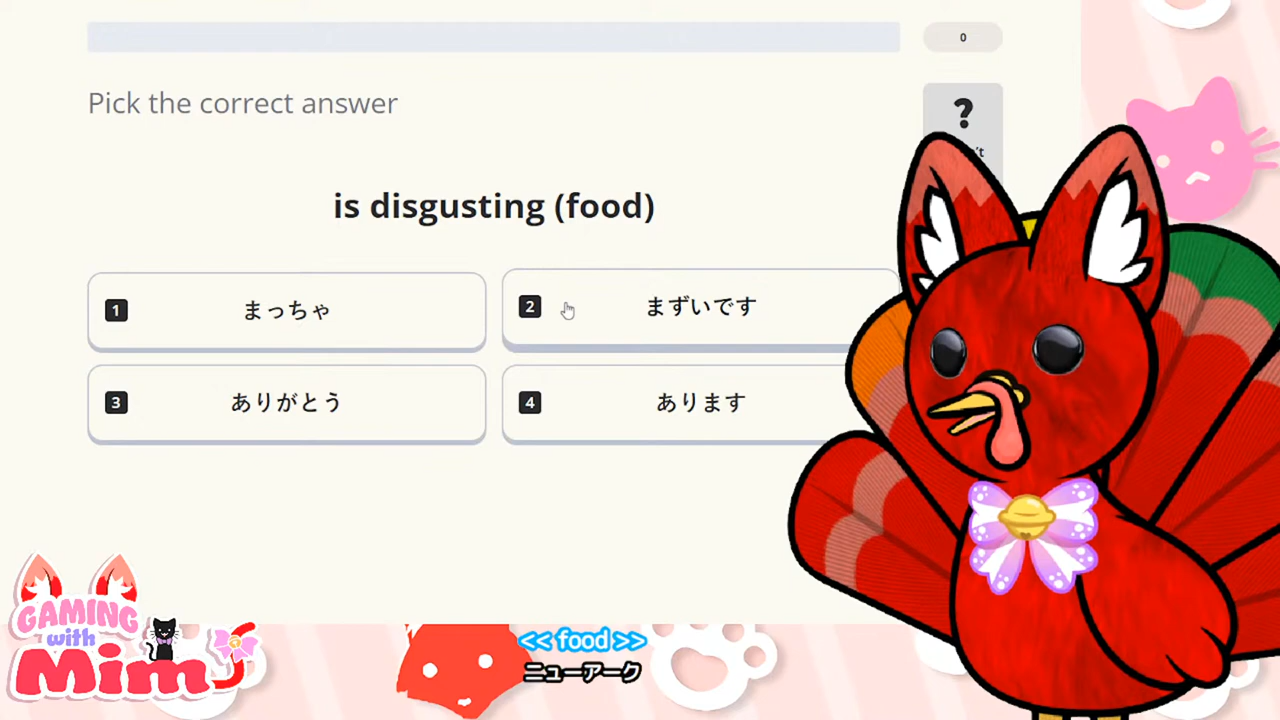 0
Pick the correct answer
?
't
is disgusting (food)
1 まっちゃ
2 まずいです
3 ありがとう
4 あります
GAMING
with
Mim
<< food >>
ニューアーク